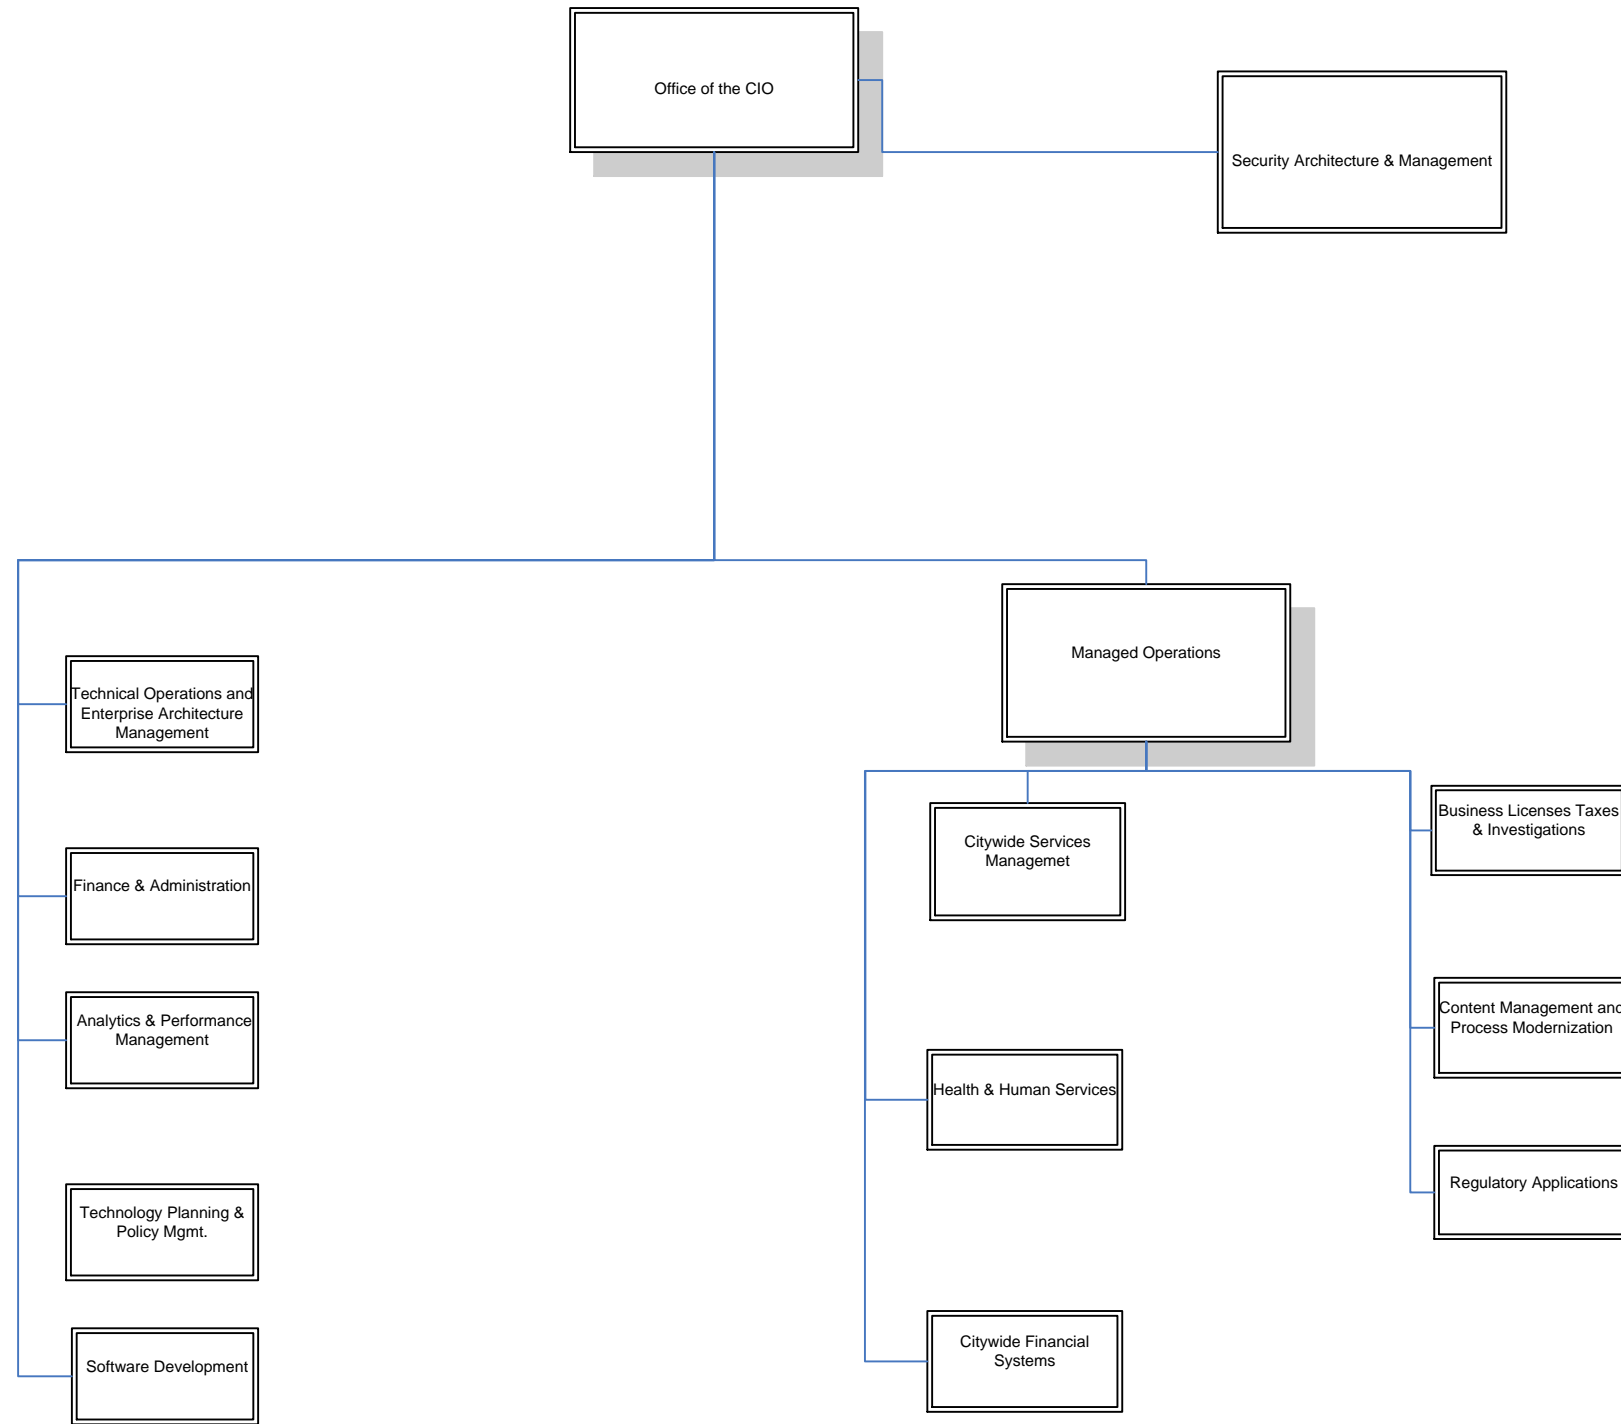 Office of the CIO
Security Architecture & Management
Managed Operations
Technical Operations and
Enterprise Architecture
Management
Finance & Administration
Analytics & Performance
Management
Technology Planning &
Policy Mgmt.
Software Development
Citywide Services
Managemet
Health & Human Services
Citywide Financial
Systems
Business Licenses Taxes
& Investigations
Content Management and
Process Modernization
Regulatory Applications